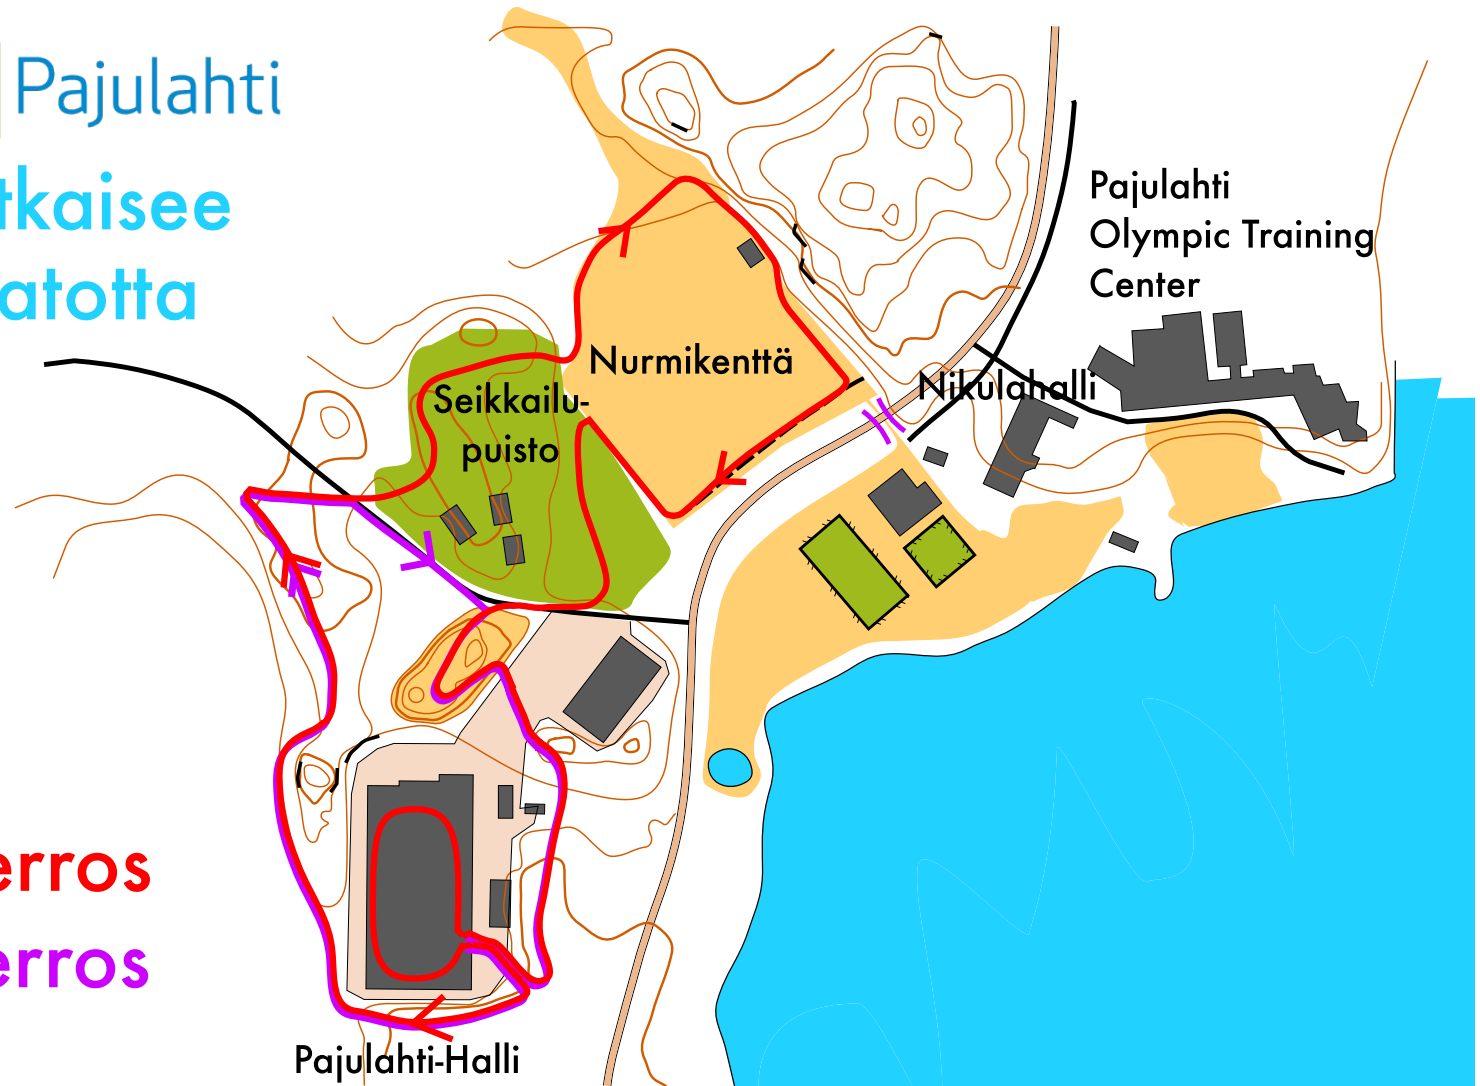 Pajulahti
tkaisee
atotta
Pajulahti
Olympic Training
Center
Nurmikenttä
Nikulahalli
Seikkailu-
puisto
erros
erros
Pajulahti-Halli